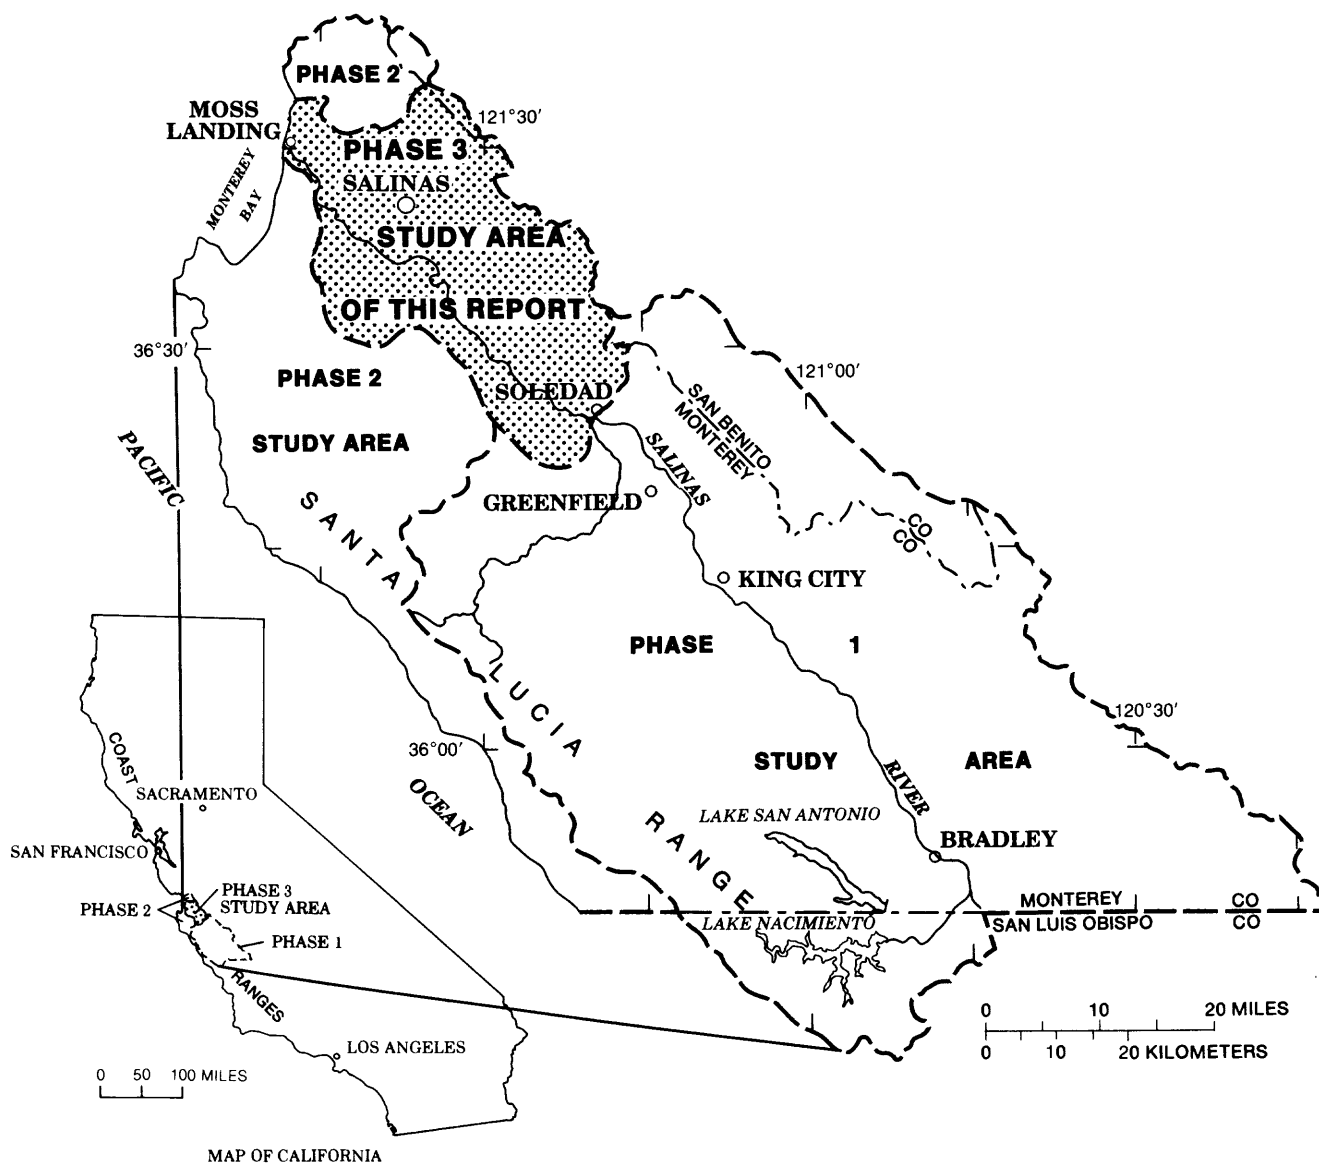 PHASE 2
MOSS
LANDING
121°30′
PHASE 3
SALINAS
MONTEREY
BAY
STUDY AREA
OF THIS REPORT
36°30′
PHASE 2
121°00′
SOLEDAD
SAN BENITO
MONTEREY
CO
CO
STUDY AREA
PACIFIC
SALINAS
GREENFIELD
SANTA
KING CITY
PHASE 1
LUCIA
120°30′
36°00′
STUDY AREA
OCEAN
RIVER
LAKE SAN ANTONIO
RANGE
BRADLEY
MONTEREY CO
SAN LUIS OBISPO CO
LAKE NACIMIENTO
COAST
SACRAMENTO
SAN FRANCISCO
PHASE 3
STUDY AREA
PHASE 2
PHASE 1
RANGES
LOS ANGELES
0 50 100 MILES
0 10 20 MILES
0 10 20 KILOMETERS
MAP OF CALIFORNIA